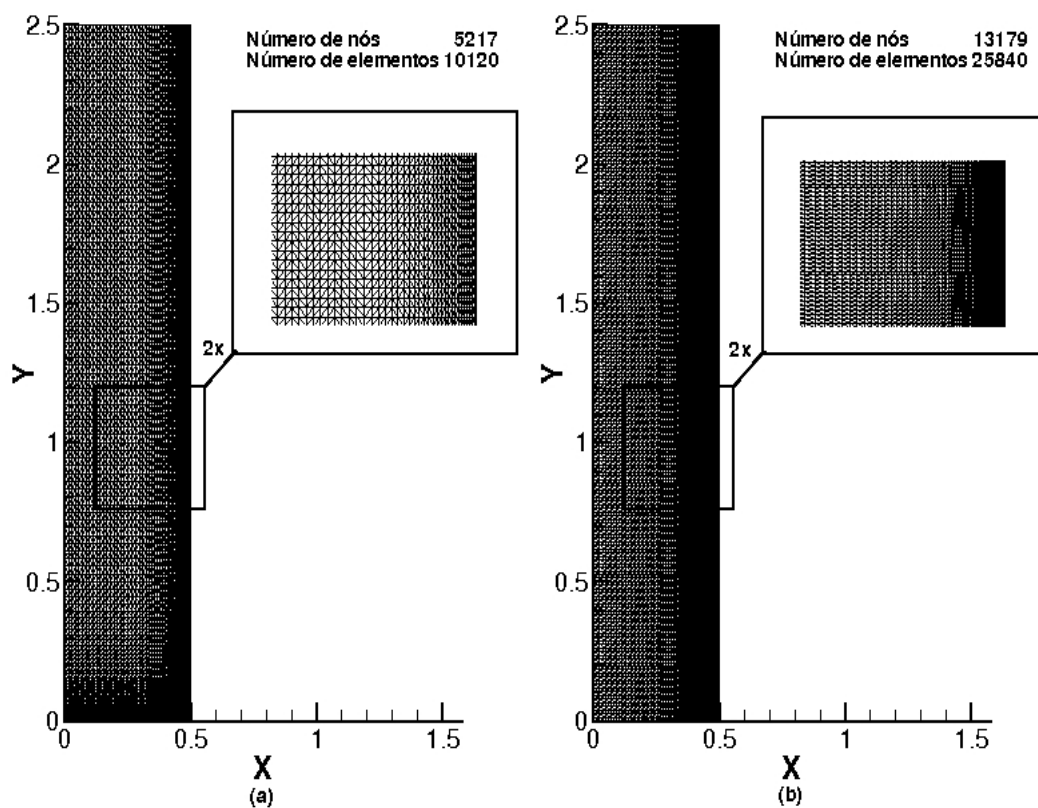 2.5
Número de nós 5217
Número de elementos 10120
2
1.5
2x
Y
1
0.5
0
0 0.5 1 1.5
X
(a)
2.5
Número de nós 13179
Número de elementos 25840
2
1.5
2x
Y
1
0.5
0
0 0.5 1 1.5
X
(b)